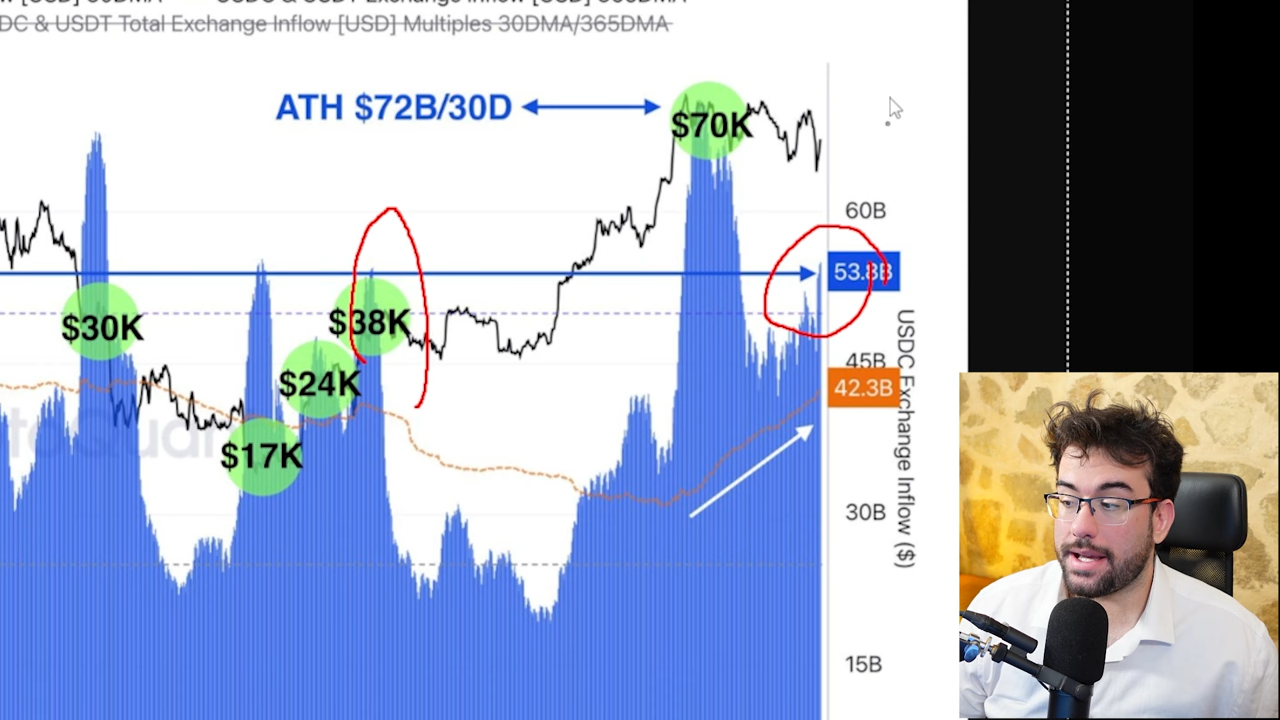 DC & USDT Total Exchange Inflow [USD] Multiples 30DMA/365DMA
ATH $72B/30D
$70K
60B
53.8B
$30K
$38K
45B
$24K
42.3B
$17K
30B
15B
USDC Exchange Inflow ($)